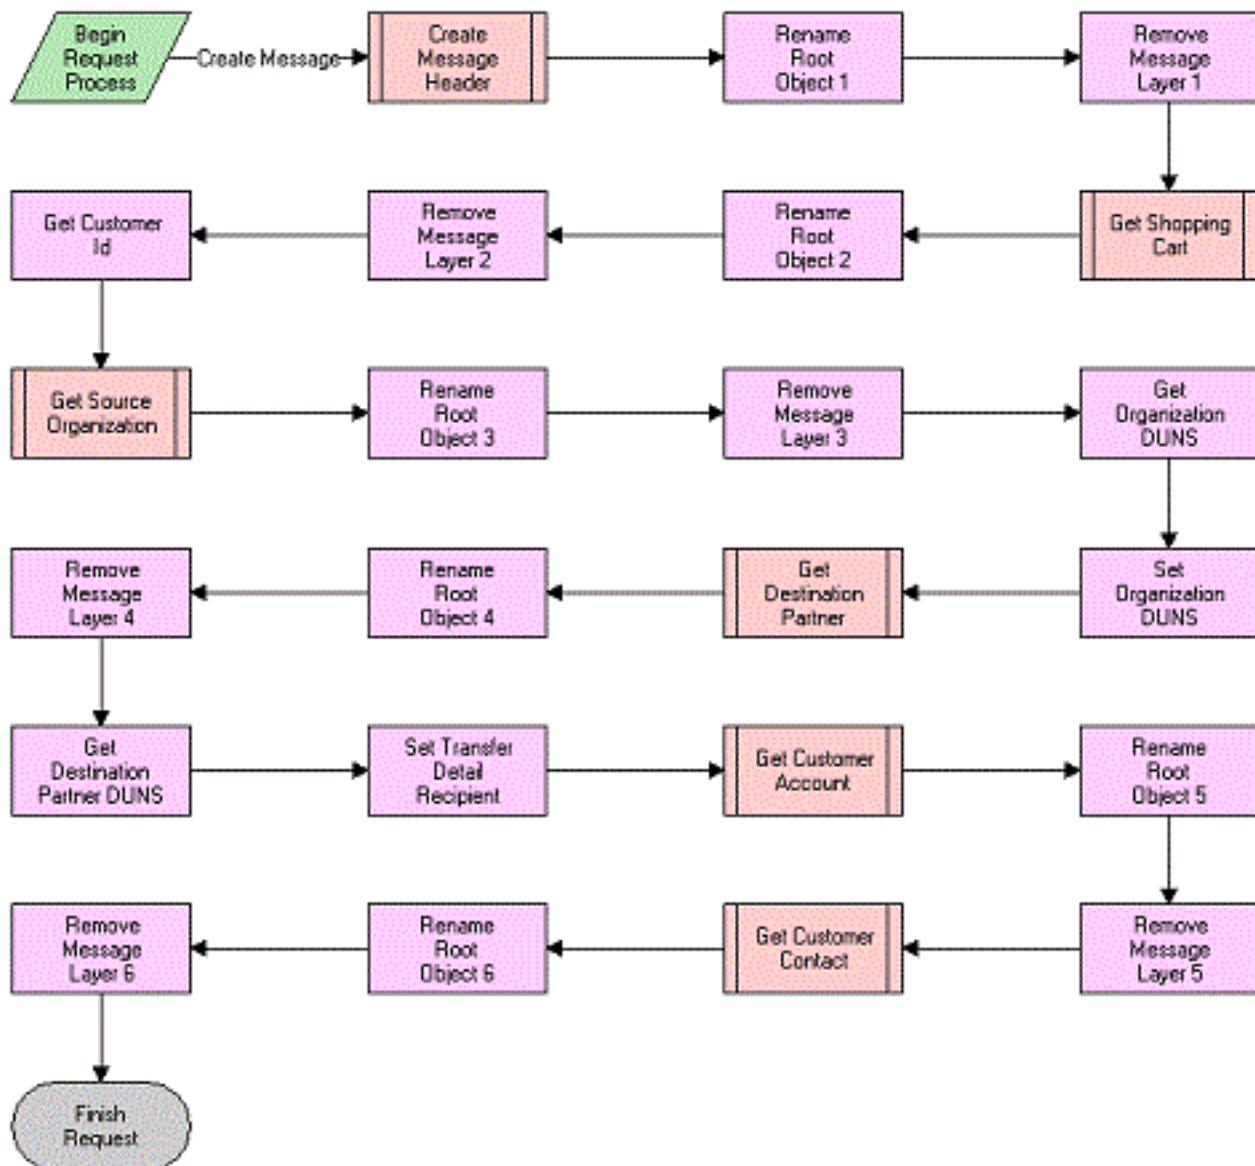 Begin
Request
Process
Create Message
Create
Message
Header
Rename
Root
Object 1
Remove
Message
Layer 1
Get Customer
Id
Remove
Message
Layer 2
Rename
Root
Object 2
Get Shopping
Cart
Get Source
Organization
Rename
Root
Object 3
Remove
Message
Layer 3
Get
Organization
DUNS
Remove
Message
Layer 4
Rename
Root
Object 4
Get
Destination
Partner
Set
Organization
DUNS
Get
Destination
Partner DUNS
Set Transfer
Detail
Recipient
Get Customer
Account
Rename
Root
Object 5
Remove
Message
Layer 6
Rename
Root
Object 6
Get Customer
Contact
Remove
Message
Layer 5
Finish
Request